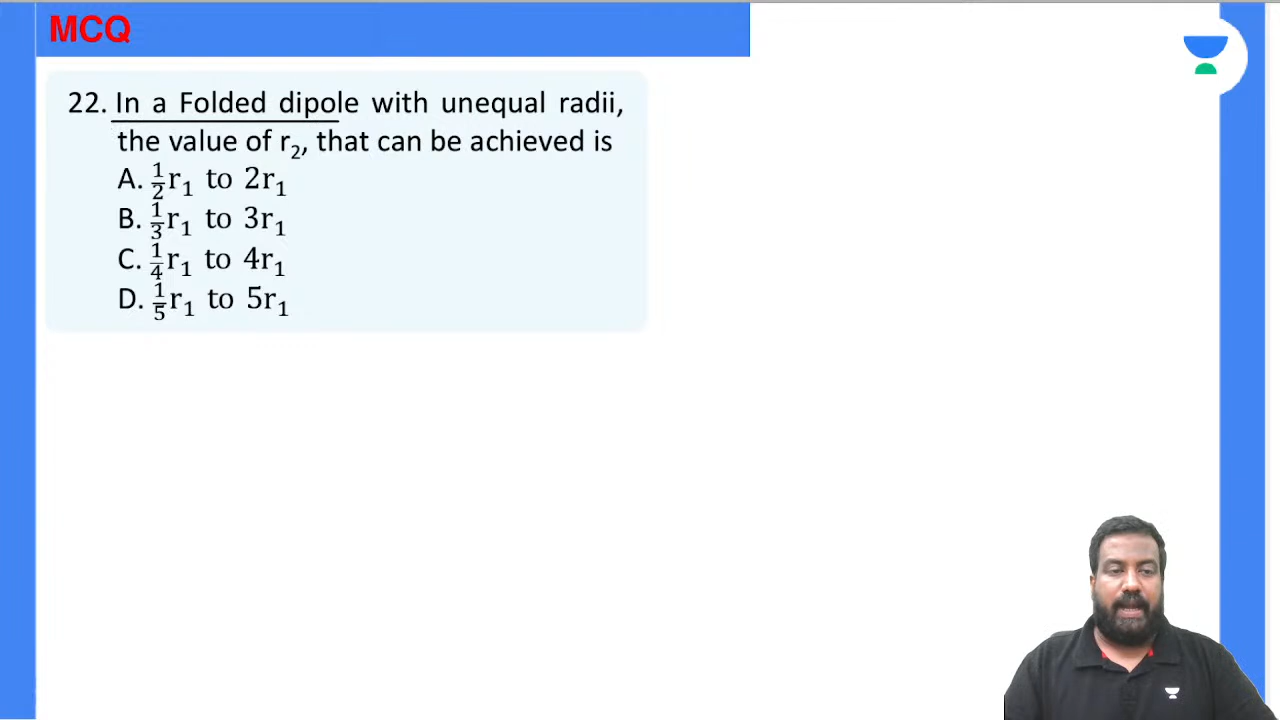 MCQ
22. In a Folded dipole with unequal radii,
the value of r₂, that can be achieved is
A. ½r₁ to 2r₁
B. ⅓r₁ to 3r₁
C. ¼r₁ to 4r₁
D. ⅕r₁ to 5r₁